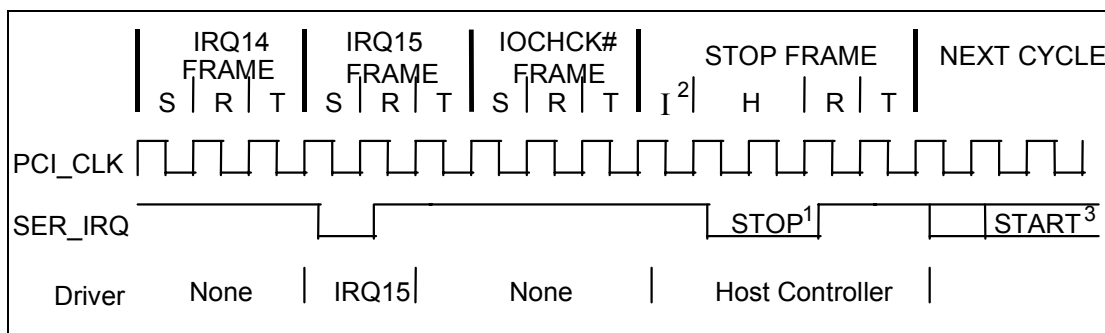 IRQ14 FRAME IRQ15 FRAME IOCHCK# FRAME STOP FRAME NEXT CYCLE
S R T S R T S R T I 2 H R T
PCI_CLK
SER_IRQ STOP1 START3
Driver None IRQ15 None Host Controller